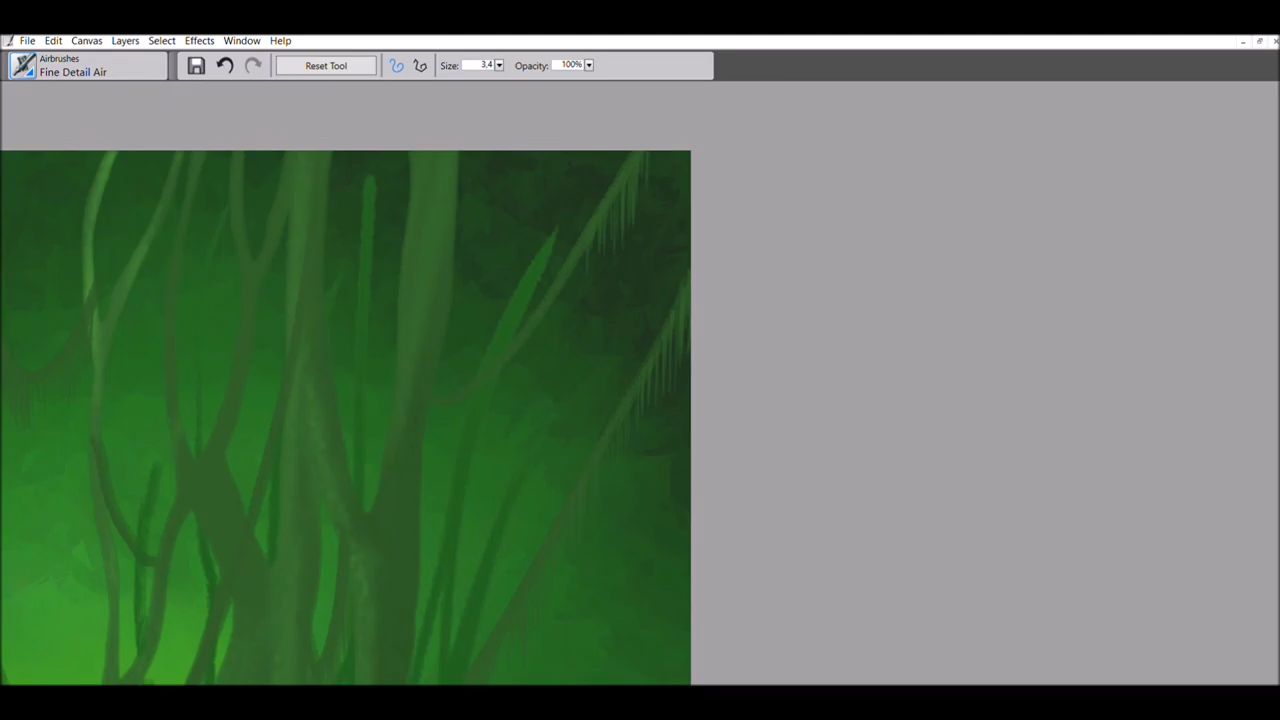 File Edit Canvas Layers Select Effects Window Help
Airbrushes
Fine Detail Air
Reset Tool Size: 3,4 Opacity: 100%